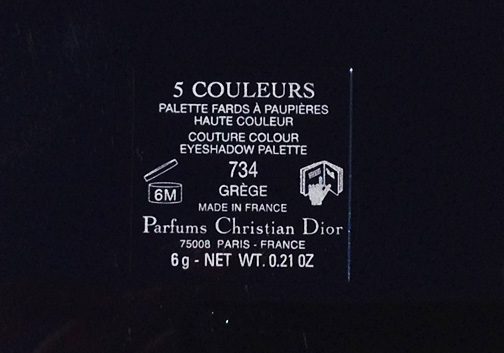 5 COULEURS
PALETTE FARDS À PAUPIÈRES
HAUTE COULEUR
COUTURE COLOUR
EYESHADOW PALETTE
734
6M
GRÈGE
MADE IN FRANCE
Parfums Christian Dior
75008 PARIS - FRANCE
6 g - NET WT. 0.21 OZ